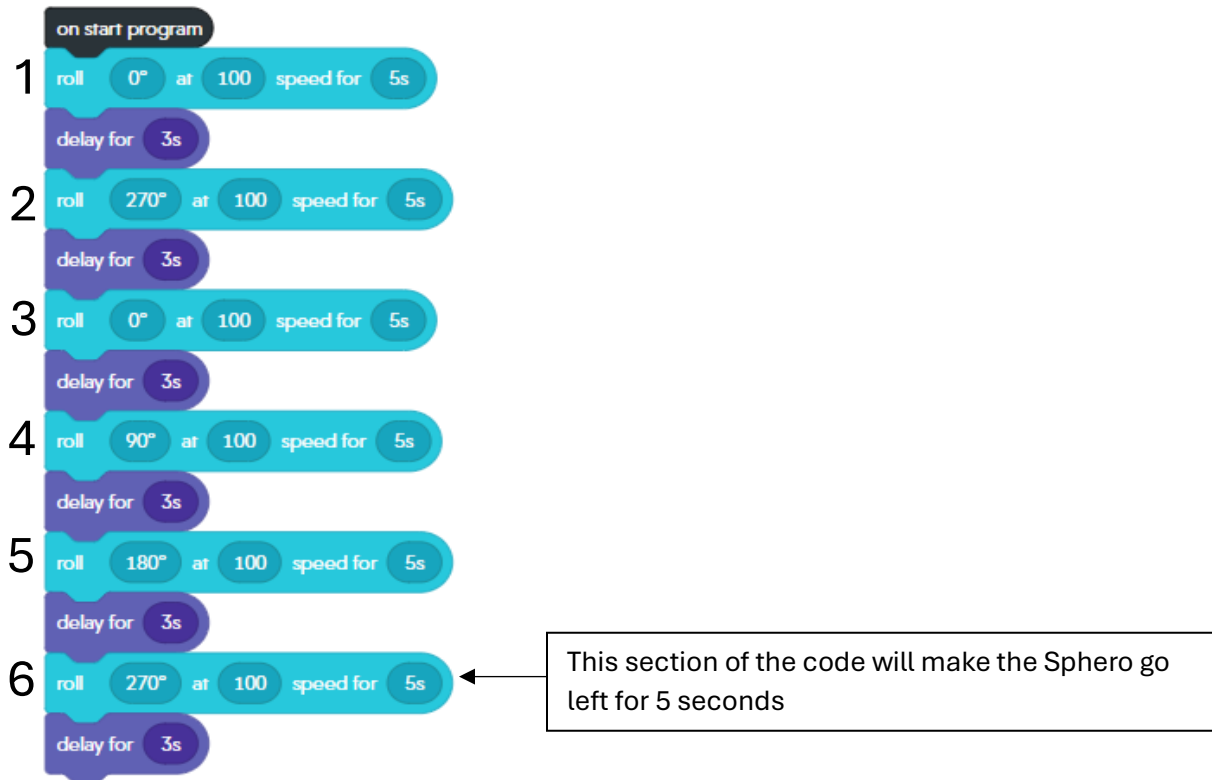 on start program
1 roll 0° at 100 speed for 5s
delay for 3s
2 roll 270° at 100 speed for 5s
delay for 3s
3 roll 0° at 100 speed for 5s
delay for 3s
4 roll 90° at 100 speed for 5s
delay for 3s
5 roll 180° at 100 speed for 5s
delay for 3s
6 roll 270° at 100 speed for 5s
This section of the code will make the Sphero go
left for 5 seconds
delay for 3s